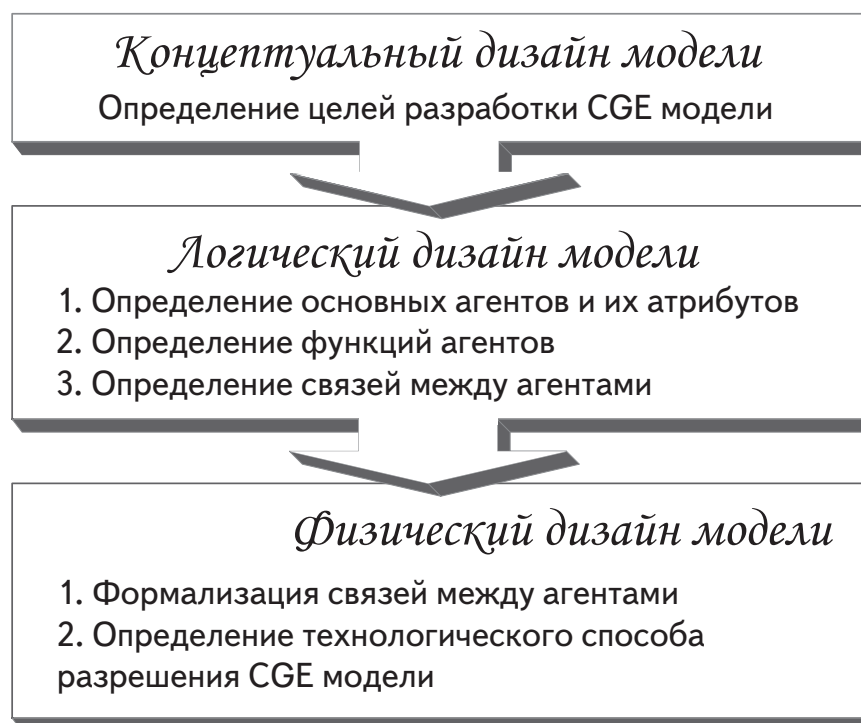 Концептуальный дизайн модели
Определение целей разработки CGE модели
Логический дизайн модели
1. Определение основных агентов и их атрибутов
2. Определение функций агентов
3. Определение связей между агентами
Физический дизайн модели
1. Формализация связей между агентами
2. Определение технологического способа
разрешения CGE модели